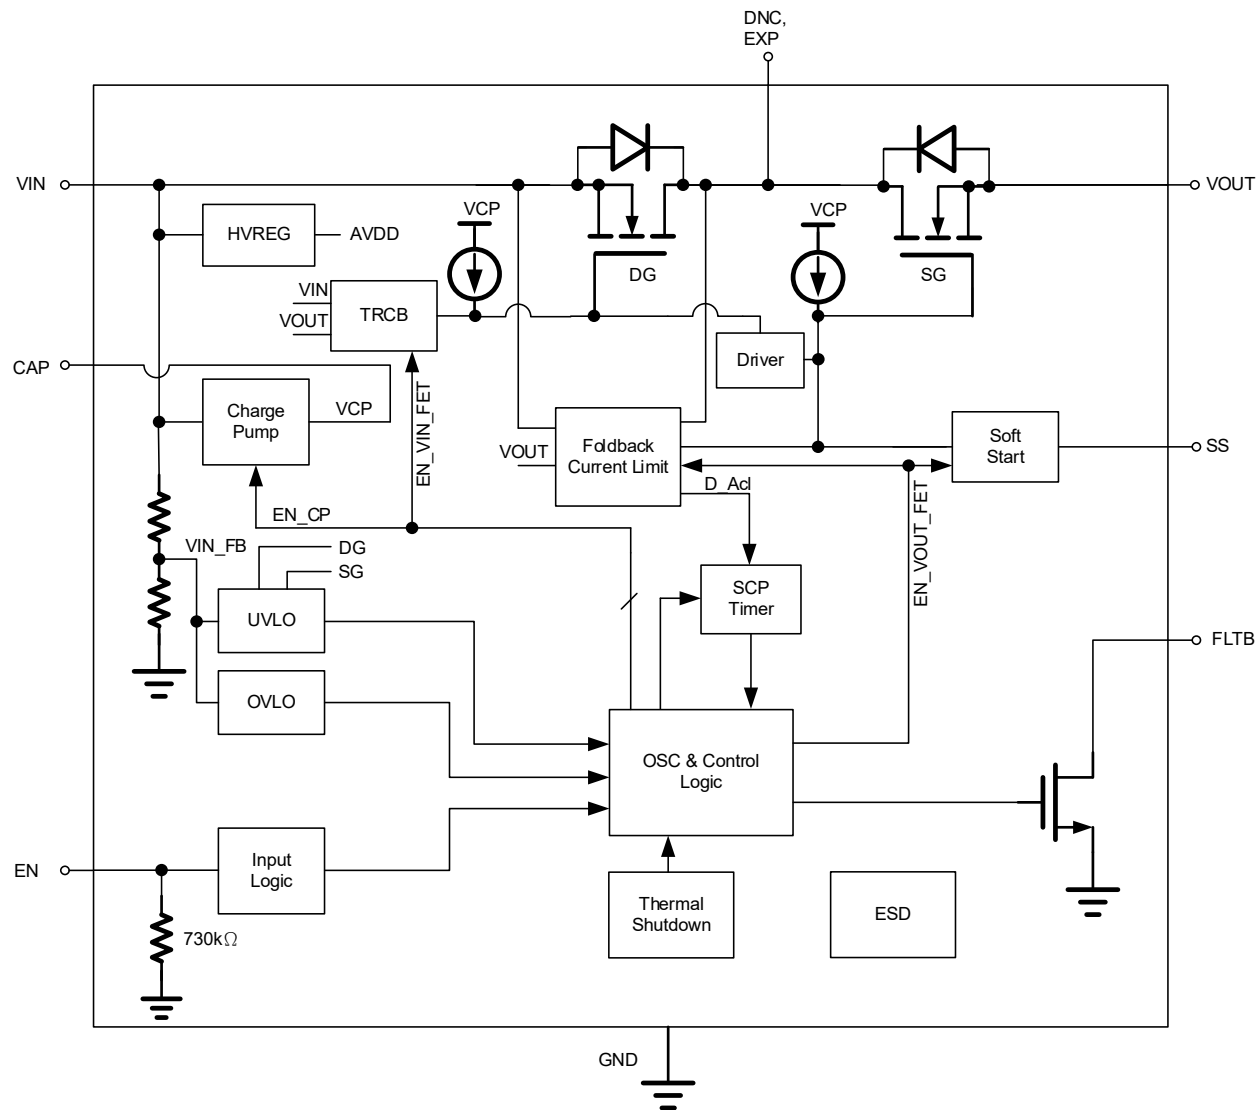 DNC,
EXP
VIN
VOUT
HVREG
AVDD
VCP
VCP
DG
SG
VIN
VOUT
TRCB
Driver
CAP
Charge
Pump
VCP
EN_VIN_FET
VOUT
Foldback
Current Limit
Soft
Start
SS
D_Acl
EN_VOUT_FET
EN_CP
VIN_FB
DG
SG
UVLO
SCP
Timer
FLTB
OVLO
OSC & Control
Logic
EN
Input
Logic
730kΩ
Thermal
Shutdown
ESD
GND